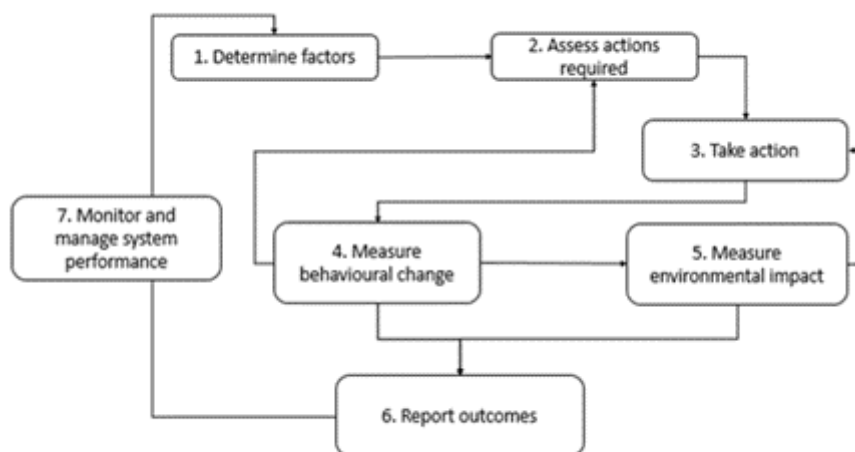 1. Determine factors
2. Assess actions
required
3. Take action
4. Measure
behavioural change
5. Measure
environmental impact
6. Report outcomes
7. Monitor and
manage system
performance